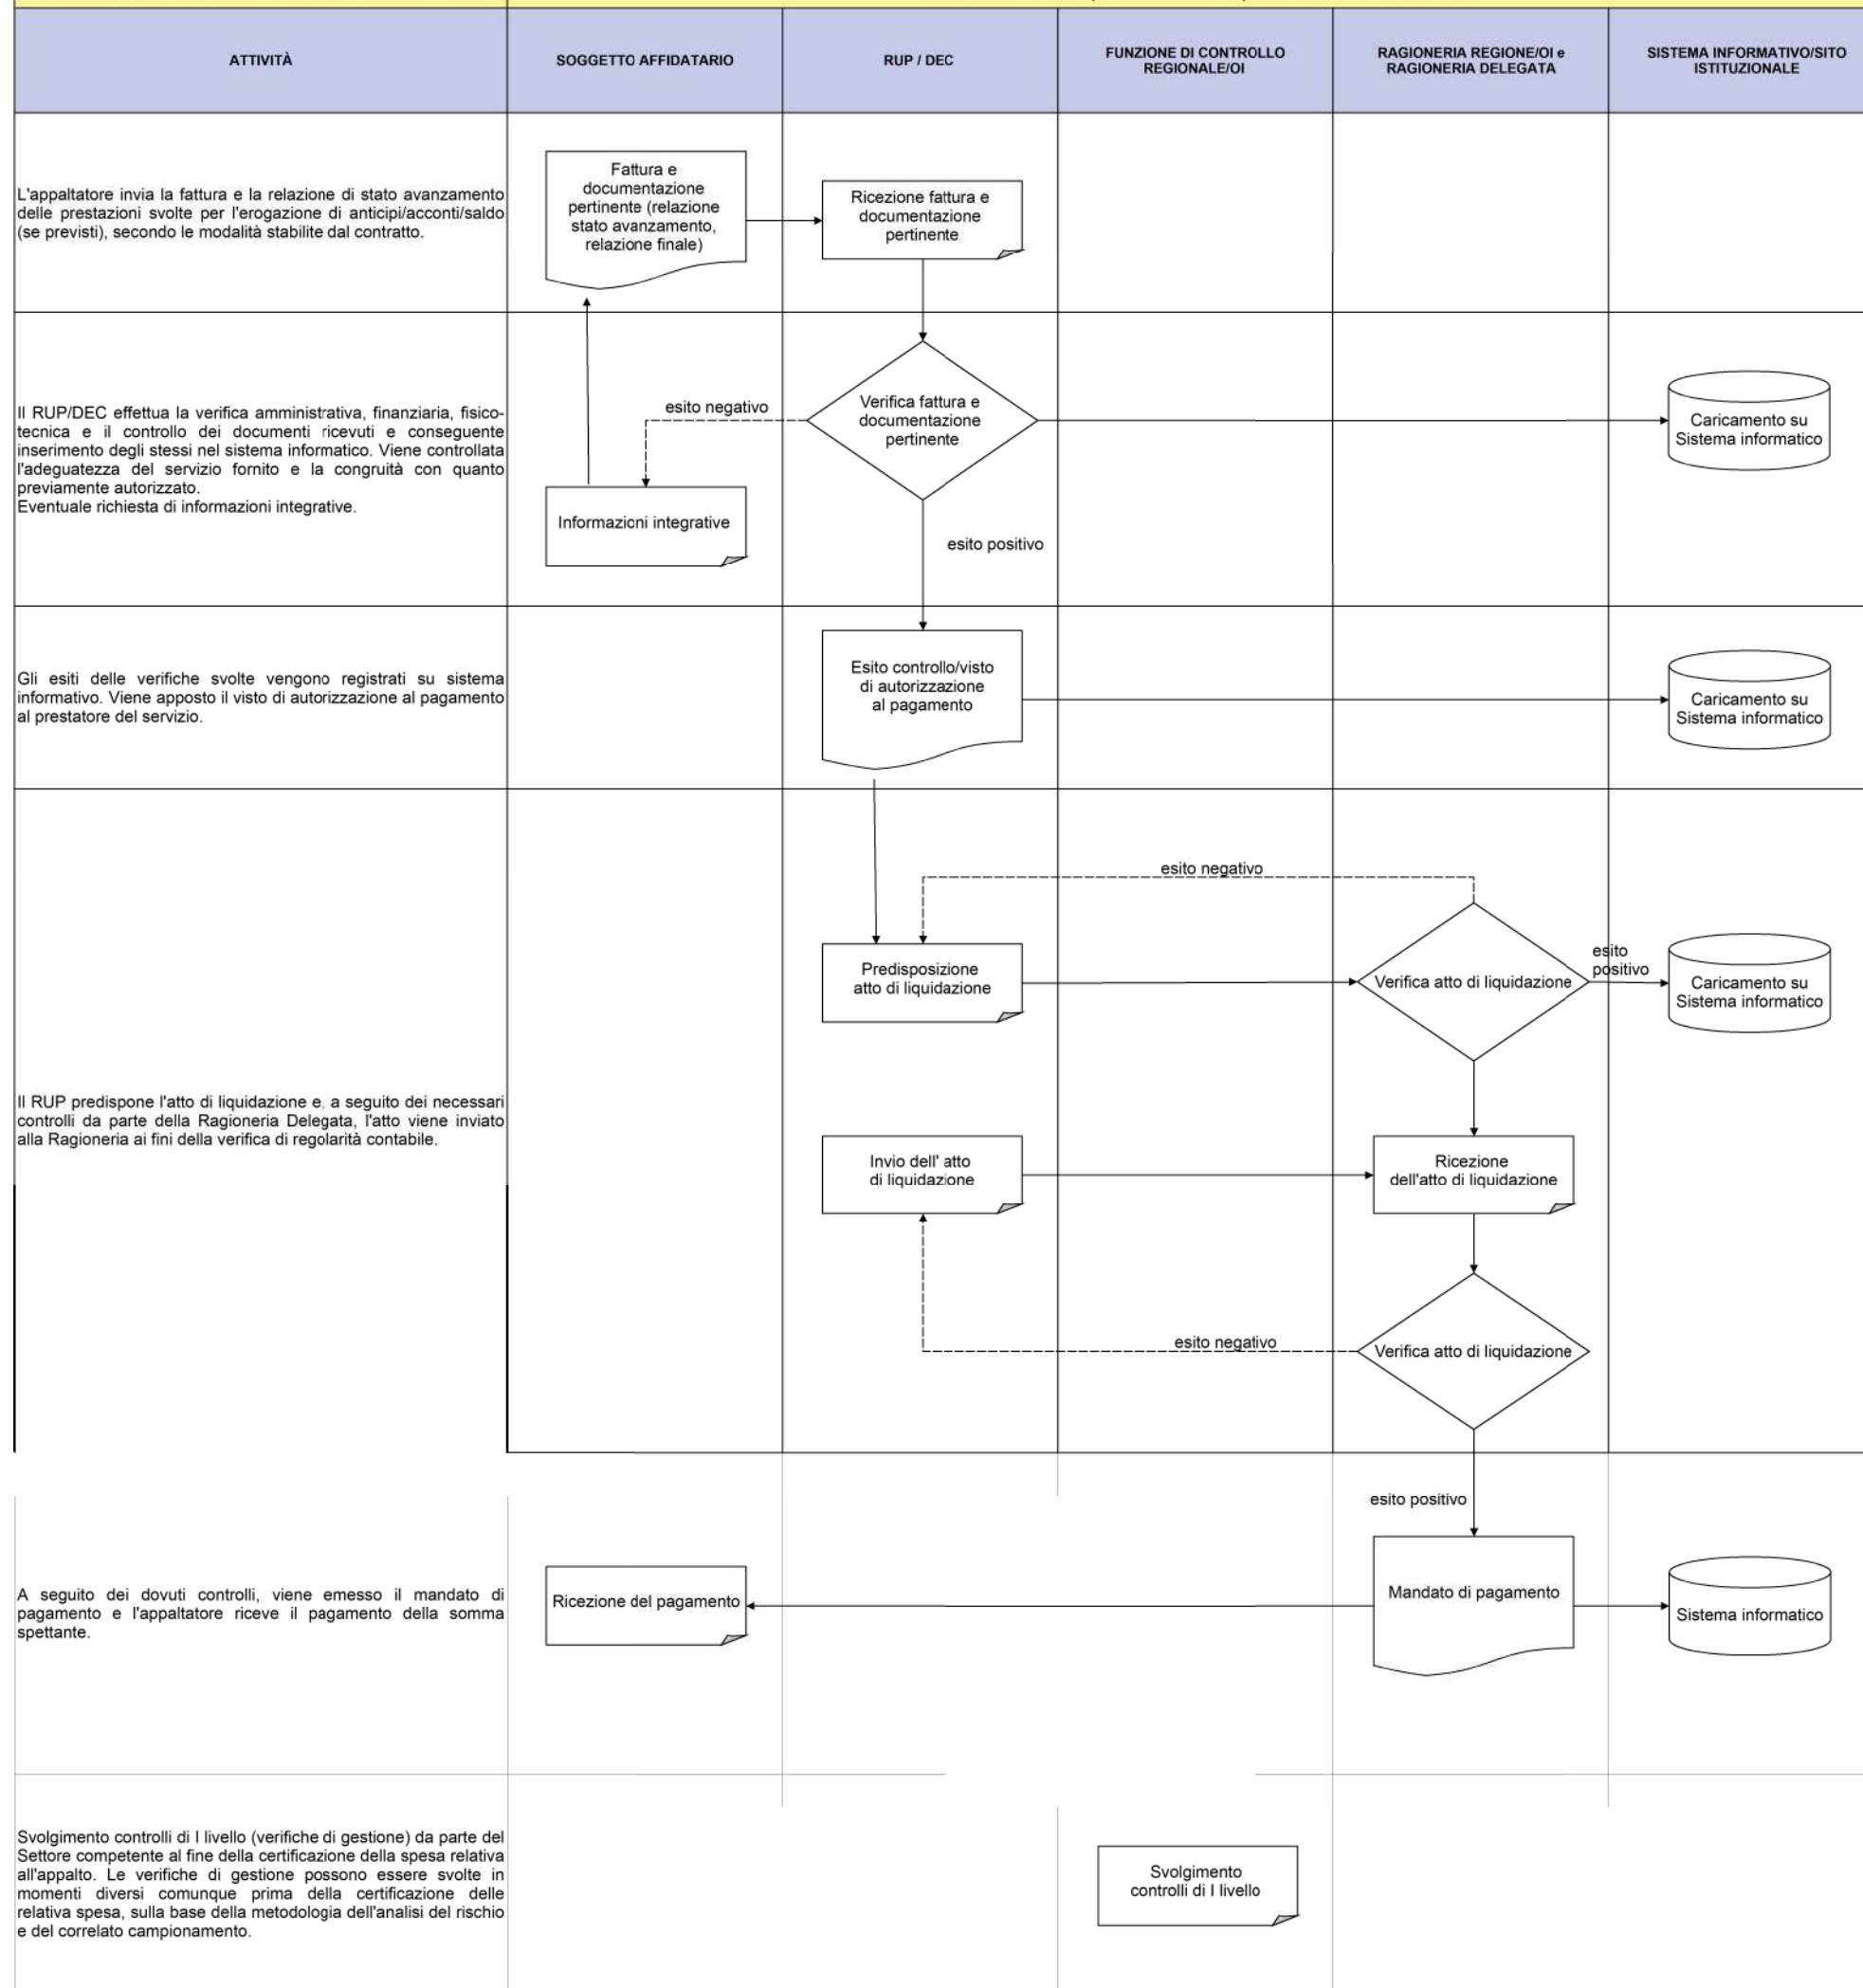 ATTIVITÀ
SOGGETTO AFFIDATARIO
RUP / DEC
FUNZIONE DI CONTROLLO
REGIONALE/OI
RAGIONERIA REGIONE/OI e
RAGIONERIA DELEGATA
SISTEMA INFORMATIVO/SITO
ISTITUZIONALE
L'appaltatore invia la fattura e la relazione di stato avanzamento
delle prestazioni svolte per l'erogazione di anticipi/acconti/saldo
(se previsti), secondo le modalità stabilite dal contratto.
Fattura e
documentazione
pertinente (relazione
stato avanzamento,
relazione finale)
Ricezione fattura e
documentazione
pertinente
Il RUP/DEC effettua la verifica amministrativa, finanziaria, fisico-
tecnica e il controllo dei documenti ricevuti e conseguente
inserimento degli stessi nel sistema informatico. Viene controllata
l'adeguatezza del servizio fornito e la congruità con quanto
previamente autorizzato.
Eventuale richiesta di informazioni integrative.
esito negativo
Verifica fattura e
documentazione
pertinente
Caricamento su
Sistema informatico
Informazioni integrative
esito positivo
Gli esiti delle verifiche svolte vengono registrati su sistema
informativo. Viene apposto il visto di autorizzazione al pagamento
al prestatore del servizio.
Esito controllo/visto
di autorizzazione
al pagamento
Caricamento su
Sistema informatico
Il RUP predispone l'atto di liquidazione e, a seguito dei necessari
controlli da parte della Ragioneria Delegata, l'atto viene inviato
alla Ragioneria ai fini della verifica di regolarità contabile.
esito negativo
Predisposizione
atto di liquidazione
Verifica atto di liquidazione
esito
positivo
Caricamento su
Sistema informatico
Invio dell' atto
di liquidazione
Ricezione
dell'atto di liquidazione
esito negativo
Verifica atto di liquidazione
esito positivo
A seguito dei dovuti controlli, viene emesso il mandato di
pagamento e l'appaltatore riceve il pagamento della somma
spettante.
Ricezione del pagamento
Mandato di pagamento
Sistema informatico
Svolgimento controlli di I livello (verifiche di gestione) da parte del
Settore competente al fine della certificazione della spesa relativa
all'appalto. Le verifiche di gestione possono essere svolte in
momenti diversi comunque prima della certificazione delle
relativa spesa, sulla base della metodologia dell'analisi del rischio
e del correlato campionamento.
Svolgimento
controlli di I livello